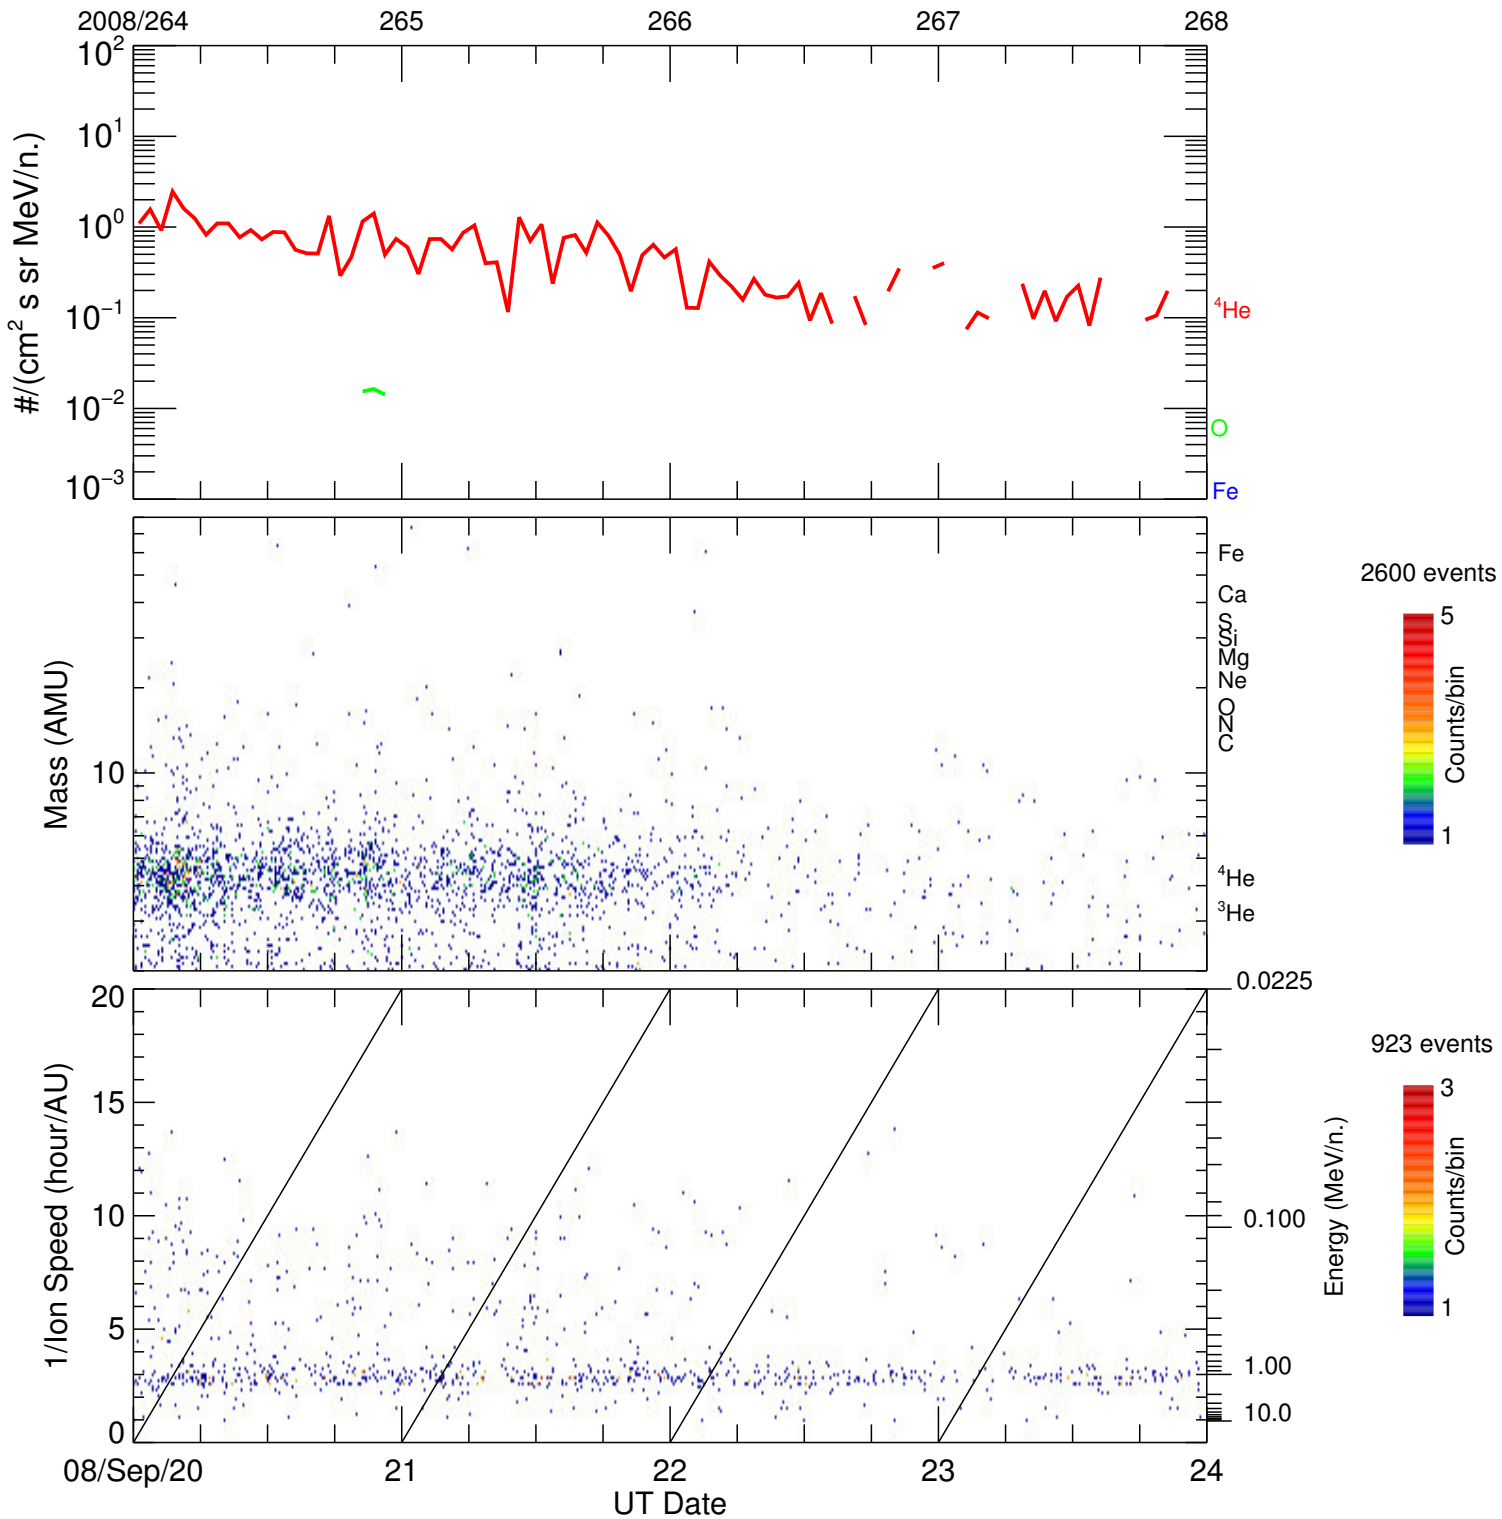 2008/264 265 266 267 268
10² 10¹ 10⁰ 10⁻¹ 10⁻² 10⁻³
#/(cm² s sr MeV/n.)
⁴He
O
Fe
Mass (AMU)
10
Fe
Ca
S
Si
Mg
Ne
O
N
C
⁴He
³He
2600 events
5
Counts/bin
1
1/Ion Speed (hour/AU)
20
15
10
5
0
0.0225
0.100
1.00
10.0
Energy (MeV/n.)
923 events
3
Counts/bin
1
08/Sep/20 21 22 23 24
UT Date